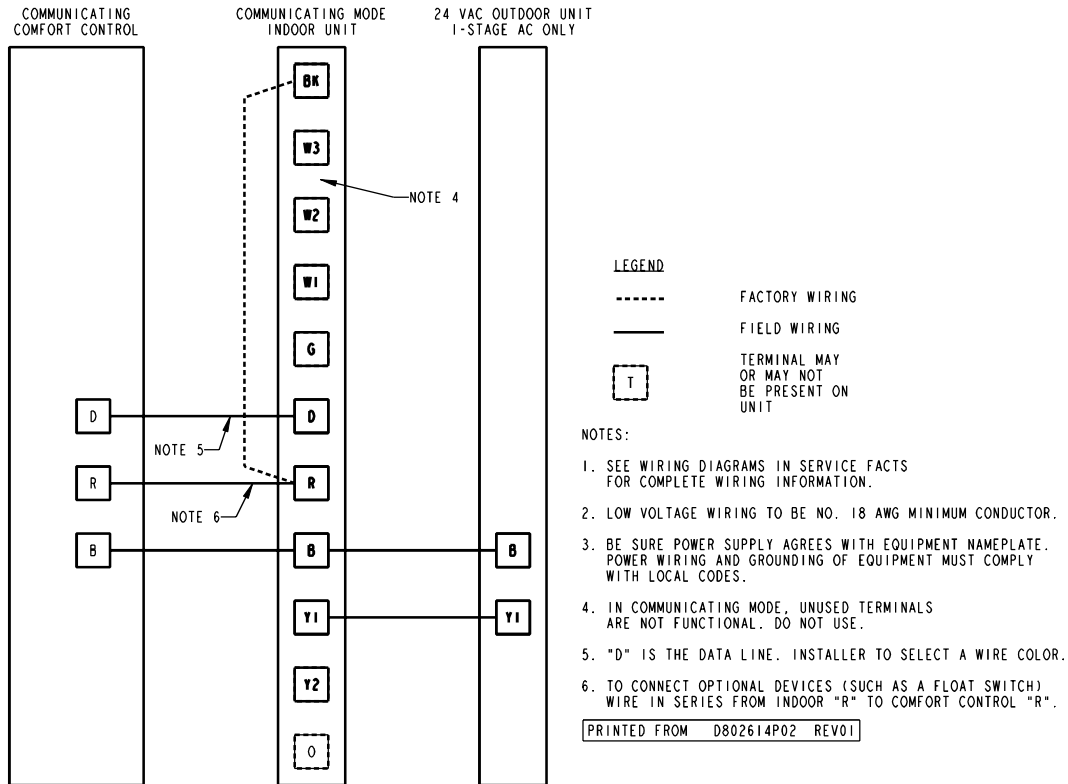 COMMUNICATING
COMFORT CONTROL
COMMUNICATING MODE
INDOOR UNIT
24 VAC OUTDOOR UNIT
1-STAGE AC ONLY
BK
W3
NOTE 4
W2
W1
G
D
D
NOTE 5
R
R
NOTE 6
B
B
B
Y1
Y1
Y2
O
LEGEND
FACTORY WIRING
FIELD WIRING
T
TERMINAL MAY
OR MAY NOT
BE PRESENT ON
UNIT
NOTES:
1. SEE WIRING DIAGRAMS IN SERVICE FACTS
FOR COMPLETE WIRING INFORMATION.
2. LOW VOLTAGE WIRING TO BE NO. 18 AWG MINIMUM CONDUCTOR.
3. BE SURE POWER SUPPLY AGREES WITH EQUIPMENT NAMEPLATE.
POWER WIRING AND GROUNDING OF EQUIPMENT MUST COMPLY
WITH LOCAL CODES.
4. IN COMMUNICATING MODE, UNUSED TERMINALS
ARE NOT FUNCTIONAL. DO NOT USE.
5. "D" IS THE DATA LINE. INSTALLER TO SELECT A WIRE COLOR.
6. TO CONNECT OPTIONAL DEVICES (SUCH AS A FLOAT SWITCH)
WIRE IN SERIES FROM INDOOR "R" TO COMFORT CONTROL "R".
PRINTED FROM D802614P02 REV01